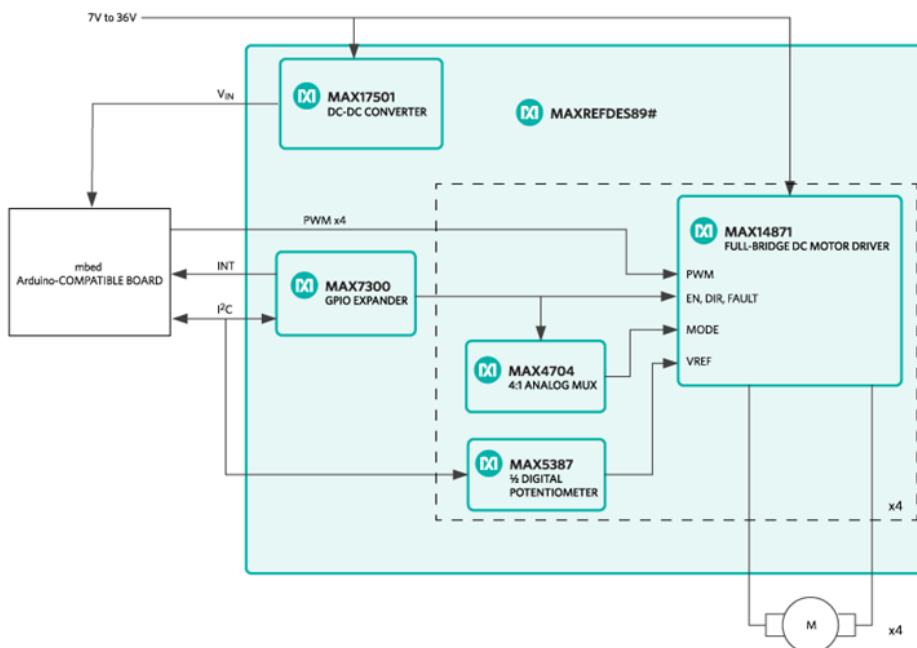 7V to 36V
MAX17501
DC-DC CONVERTER
MAXREFDES89#
VIN
mbed
Arduino-COMPATIBLE BOARD
PWM x4
INT
I²C
MAX7300
GPIO EXPANDER
MAX14871
FULL-BRIDGE DC MOTOR DRIVER
PWM
EN, DIR, FAULT
MODE
VREF
MAX4704
4:1 ANALOG MUX
MAX5387
½ DIGITAL
POTENTIOMETER
x4
M
x4